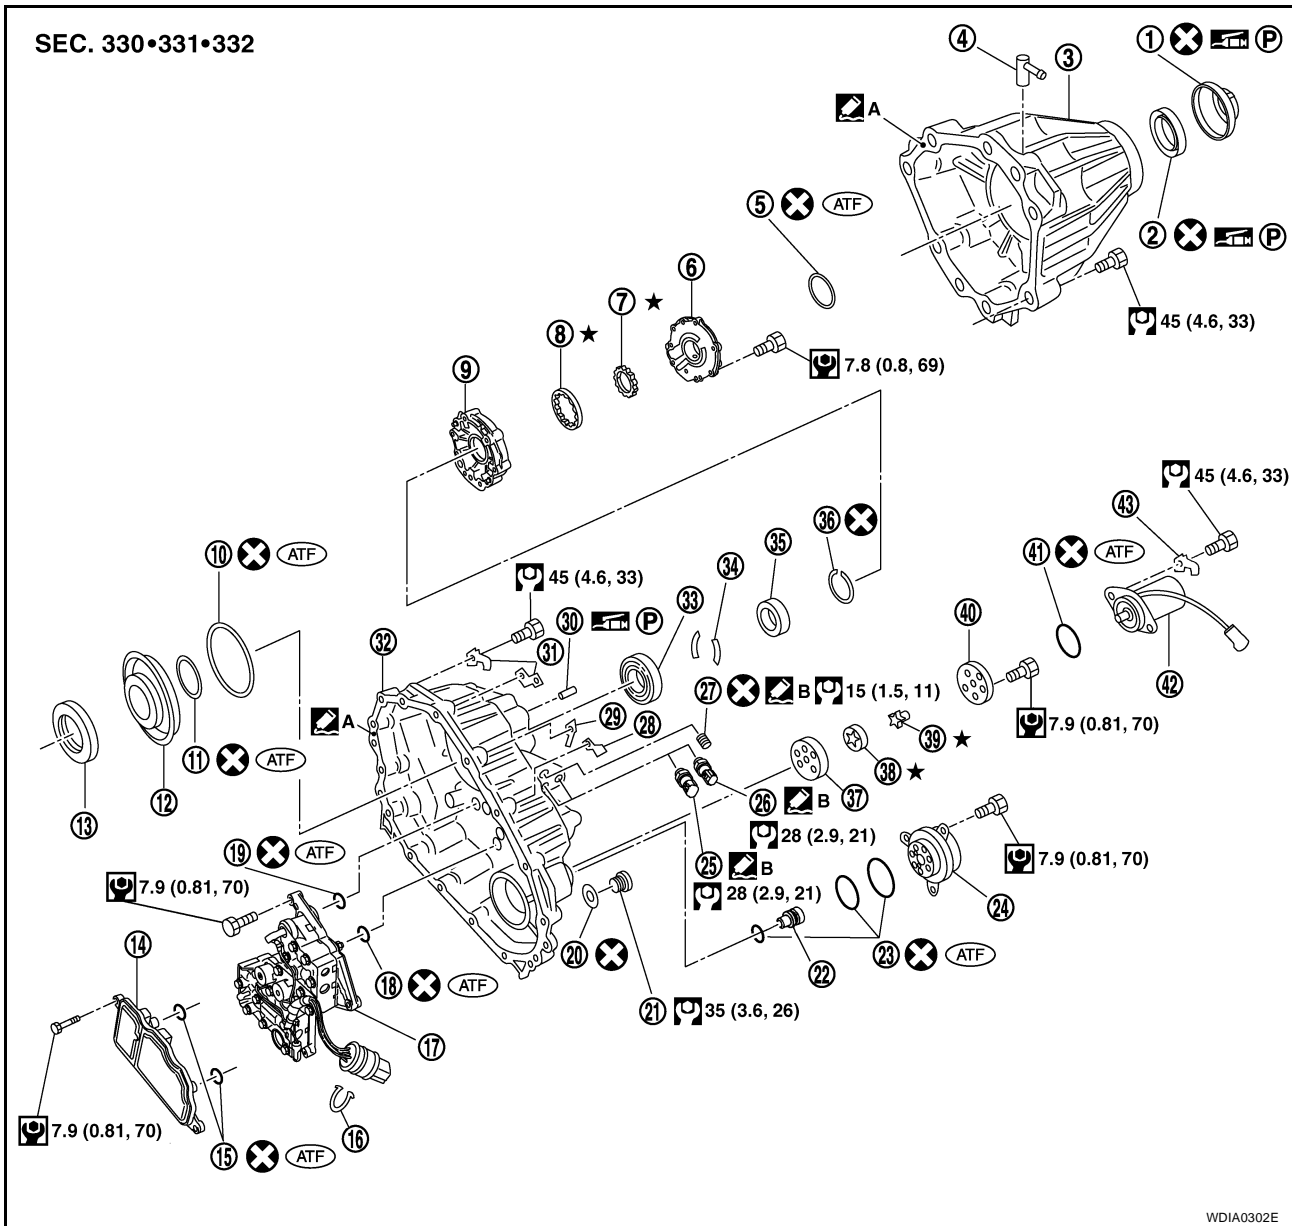 SEC. 330•331•332
4
3
1 P
A
2 P
45 (4.6, 33)
5 ATF
6
7 ★
8 ★
7.8 (0.8, 69)
9
45 (4.6, 33)
43
41 ATF
40
42
7.9 (0.81, 70)
36
35
34
33
10 ATF
45 (4.6, 33)
30 P
31
32
A
29
28
27 B 15 (1.5, 11)
39 ★
38 ★
37
26 B
28 (2.9, 21)
25 B
28 (2.9, 21)
11 ATF
12
13
7.9 (0.81, 70)
24
19 ATF
7.9 (0.81, 70)
20
21 35 (3.6, 26)
22
23 ATF
14
18 ATF
17
16
7.9 (0.81, 70)
15 ATF
WDIA0302E